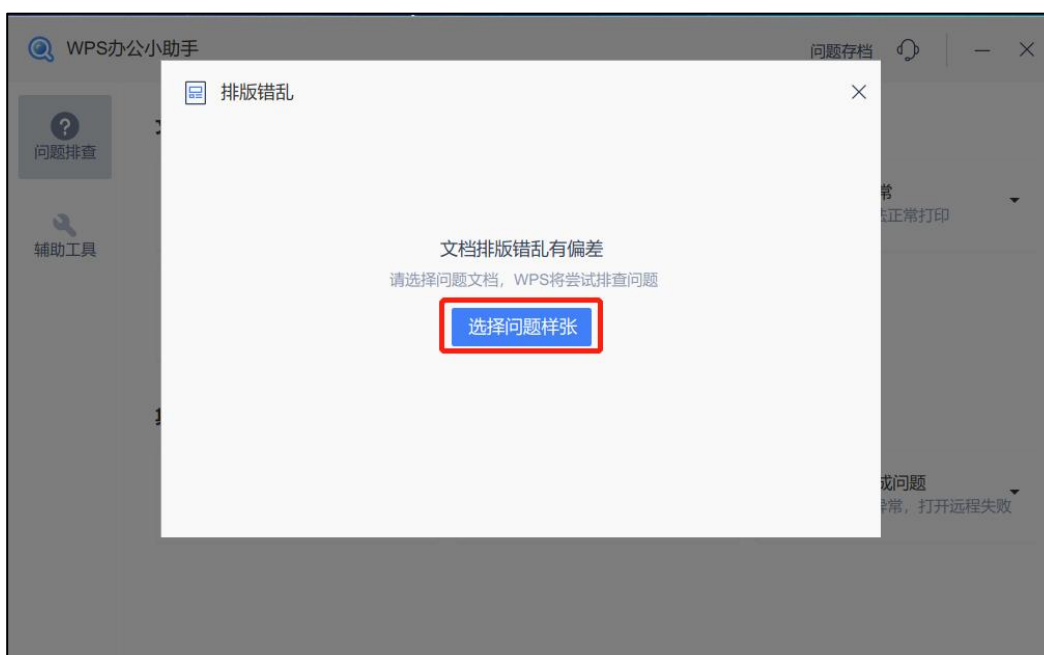 WPS办公小助手
问题存档
排版错乱
问题排查
常
法正常打印
辅助工具
文档排版错乱有偏差
请选择问题文档，WPS将尝试排查问题
选择问题样张
成问题
异常，打开远程失败